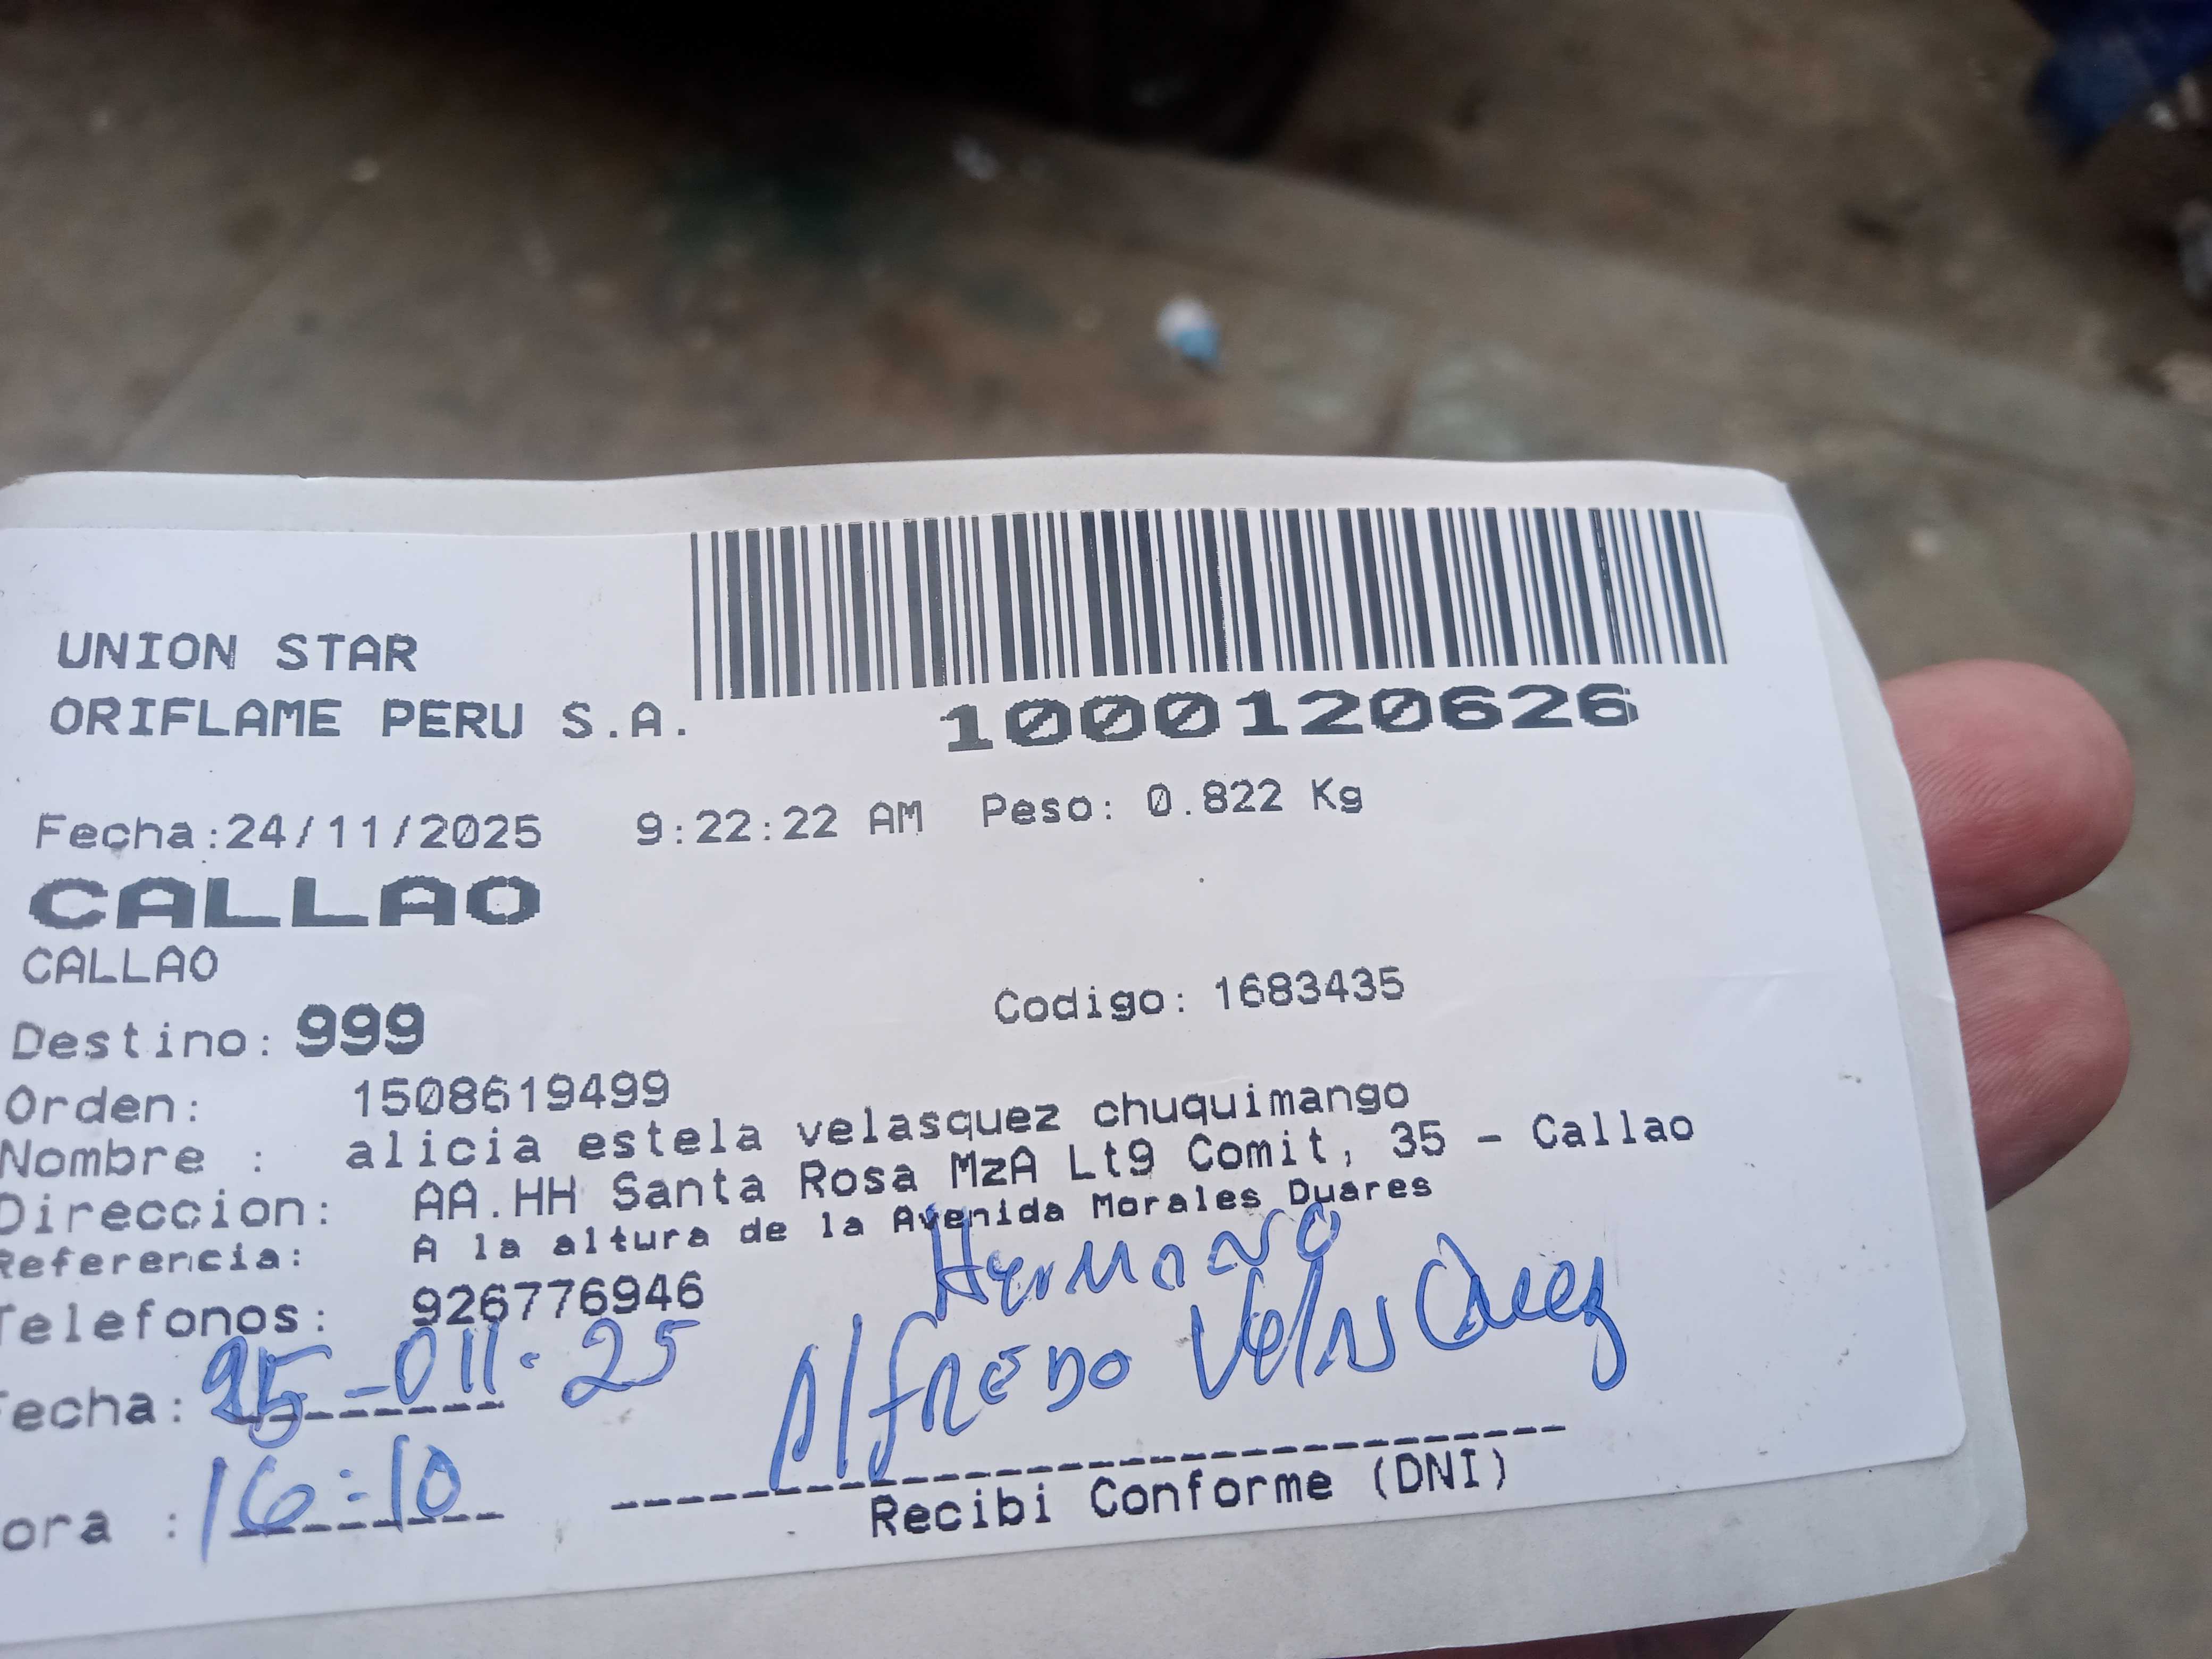 UNION STAR
ORIFLAME PERU S.A.
1000120626
Fecha:24/11/2025 9:22:22 AM Peso: 0.822 Kg
CALLAO
CALLAO
Destino: 999 Codigo: 1683435
Orden: 1508619499
Nombre : alicia estela velasquez chuquimango
Direccion: AA.HH Santa Rosa MzA Lt9 Comit, 35 - Callao
Referencia: A la altura de la Avenida Morales Duares
Telefonos: 926776946
Hermano
Fecha: 25-011-25 Alfredo VelasQuez
ora : 16:10
Recibi Conforme (DNI)